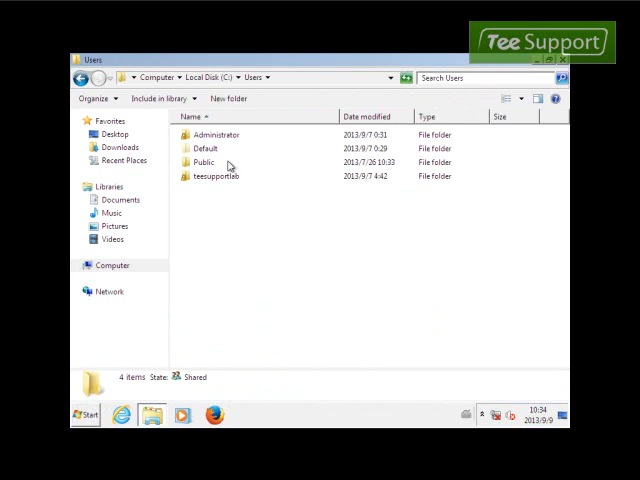 Tee Support
Users
Computer Local Disk (C:) Users
Search Users
Organize Include in library New folder
Name Date modified Type Size
Favorites
Desktop
Downloads
Recent Places
Libraries
Documents
Music
Pictures
Videos
Computer
Network
Administrator 2013/9/7 0:31 File folder
Default 2013/9/7 0:29 File folder
Public 2013/7/26 10:33 File folder
teesupportlab 2013/9/7 4:42 File folder
4 items State: Shared
Start
10:34
2013/9/9